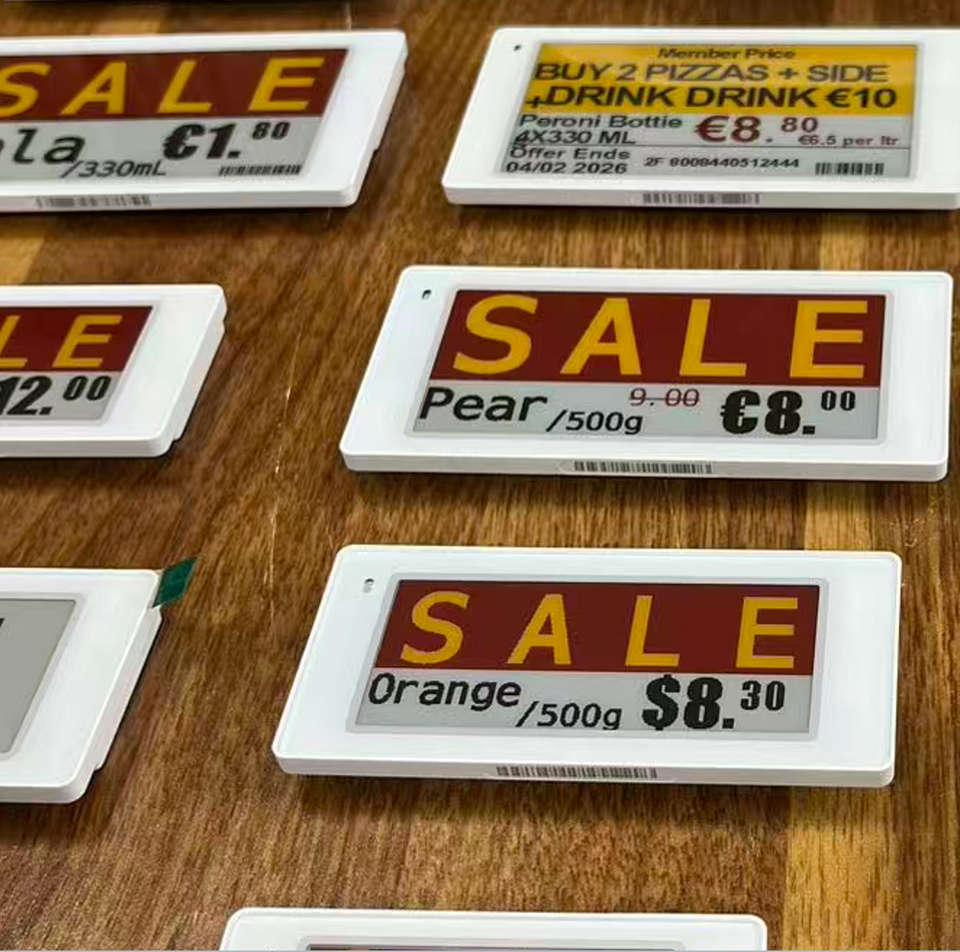 SALE
ola
/330mL
€1.80
Member Price
BUY 2 PIZZAS + SIDE
+DRINK DRINK €10
Peroni Bottie
4X330 ML
€8.80
€6.5 per ltr
Offer Ends
04/02 2026
2F 8008440512444
LE
12.00
SALE
Pear
/500g
9.00
€8.00
SALE
Orange
/500g
$8.30